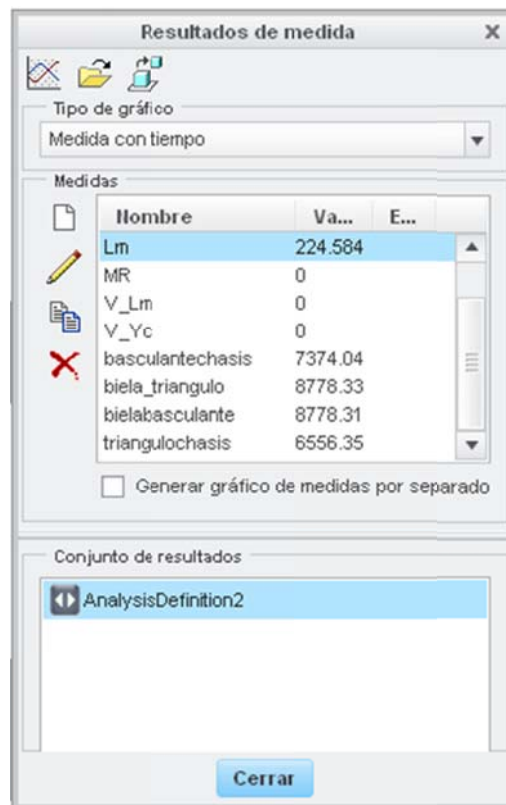 Resultados de medida
Tipo de gráfico
Medida con tiempo
Medidas
Nombre Va... E...
Lm 224.584
MR 0
V_Lm 0
V_Yc 0
basculantechasis 7374.04
biela_triangulo 8778.33
bielabasculante 8778.31
triangulochasis 6556.35
Generar gráfico de medidas por separado
Conjunto de resultados
AnalysisDefinition2
Cerrar